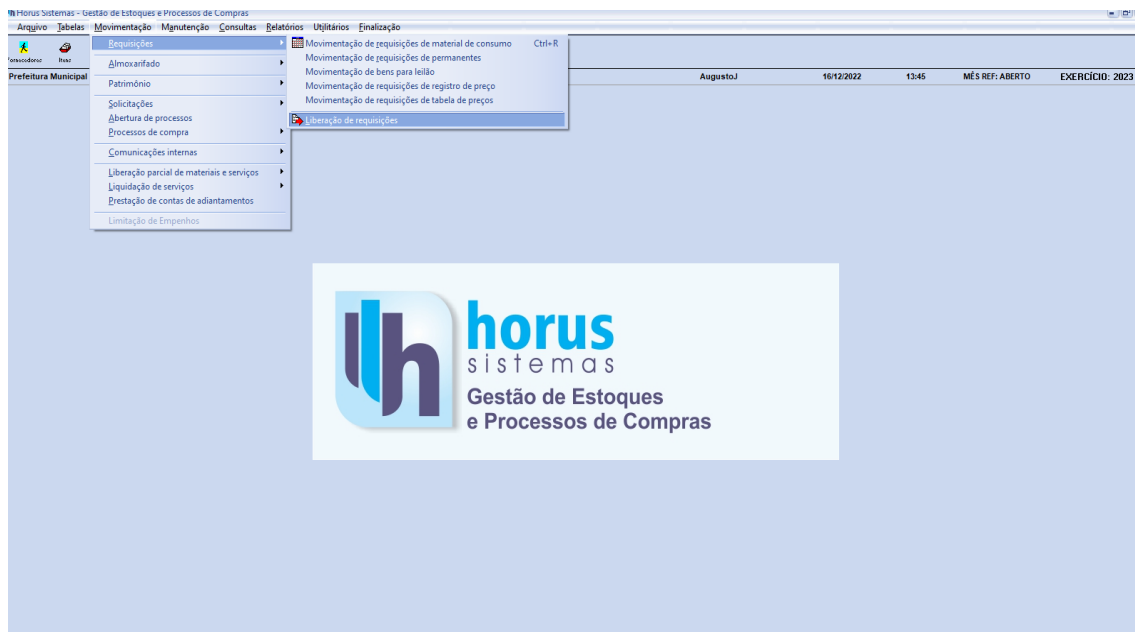 Horus Sistemas - Gestão de Estoques e Processos de Compras
Arquivo Tabelas Movimentação Manutenção Consultas Relatórios Utilitários Finalização
Fornecedores Itens
Prefeitura Municipal AugustoJ 16/12/2022 13:45 MÊS REF: ABERTO EXERCÍCIO: 2023
Requisições
Almoxarifado
Patrimônio
Solicitações
Abertura de processos
Processos de compra
Comunicações internas
Liberação parcial de materiais e serviços
Liquidação de serviços
Prestação de contas de adiantamentos
Limitação de Empenhos
Movimentação de requisições de material de consumo Ctrl+R
Movimentação de requisições de permanentes
Movimentação de bens para leilão
Movimentação de requisições de registro de preço
Movimentação de requisições de tabela de preços
Liberação de requisições
horus
sistemas
Gestão de Estoques
e Processos de Compras